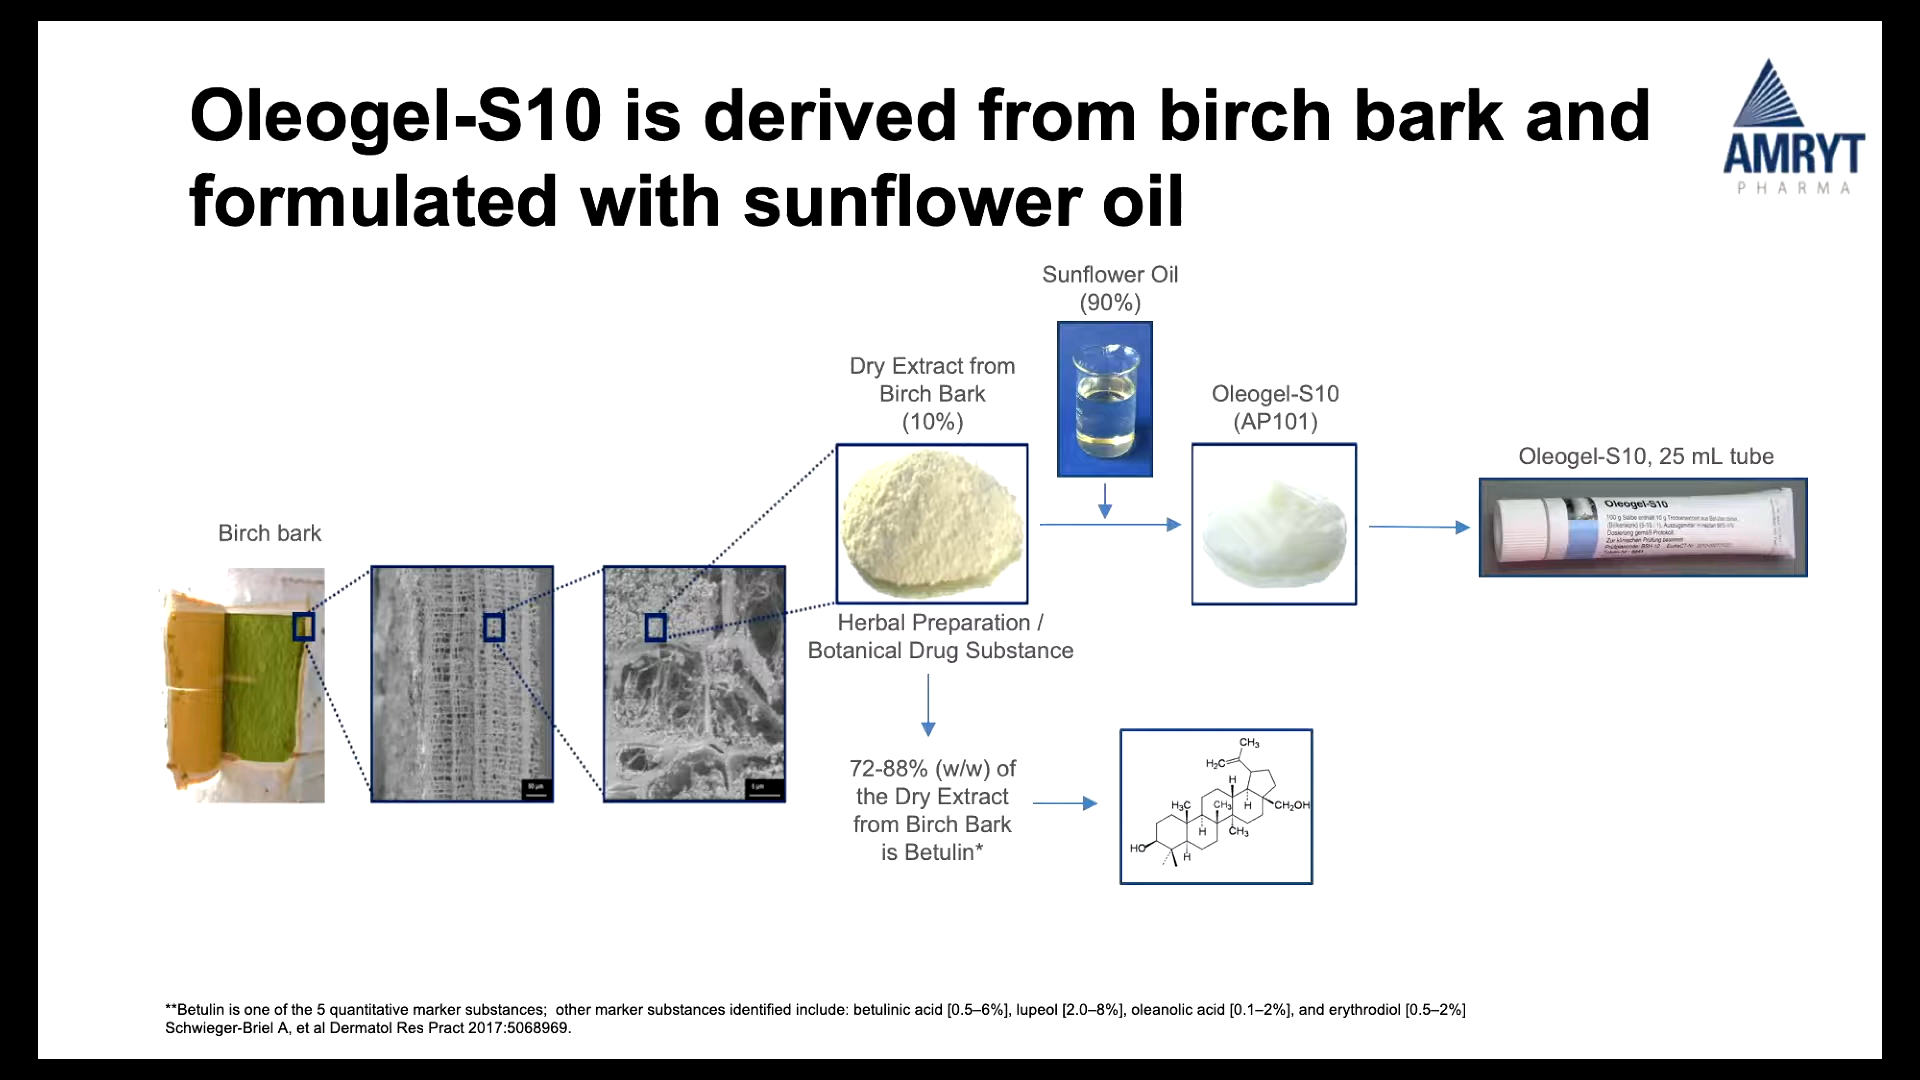 Oleogel-S10 is derived from birch bark and
formulated with sunflower oil
AMRYT
PHARMA
Sunflower Oil
(90%)
Dry Extract from
Birch Bark
(10%)
Oleogel-S10
(AP101)
Oleogel-S10, 25 mL tube
Oleogel-S10
Birch bark
Herbal Preparation /
Botanical Drug Substance
72-88% (w/w) of
the Dry Extract
from Birch Bark
is Betulin*
CH₃
H₂C
H
H
CH₂OH
H₃C
CH₃
H
CH₃
HO
H
**Betulin is one of the 5 quantitative marker substances; other marker substances identified include: betulinic acid [0.5–6%], lupeol [2.0–8%], oleanolic acid [0.1–2%], and erythrodiol [0.5–2%]
Schwieger-Briel A, et al Dermatol Res Pract 2017:5068969.